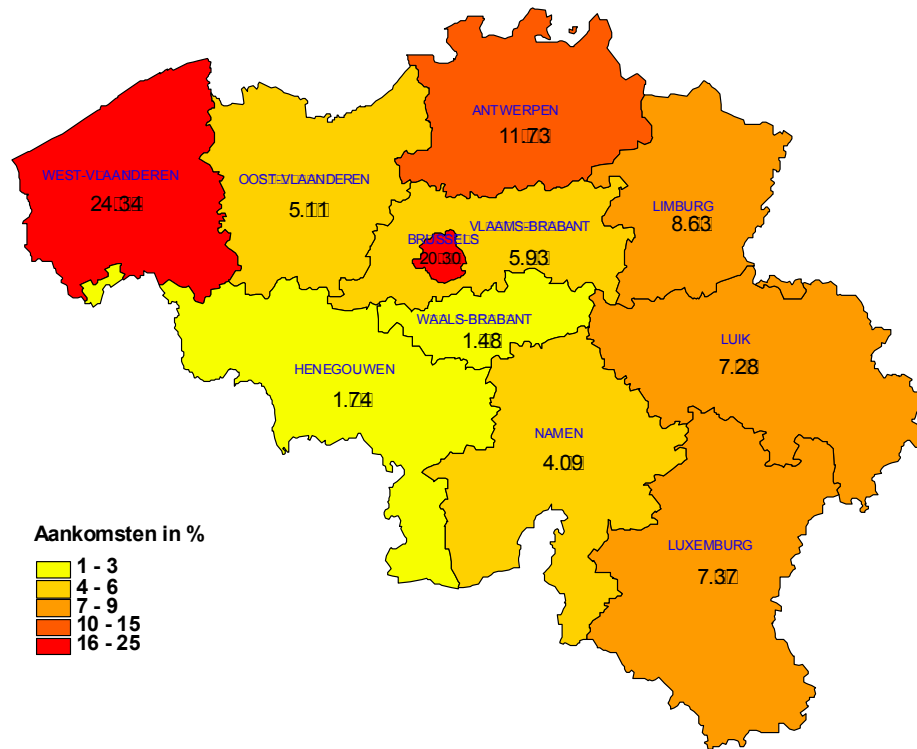 ANTWERPEN
11.73
WEST-VLAANDEREN
24.34
OOST-VLAANDEREN
5.11
LIMBURG
8.63
VLAAMS-BRABANT
5.93
BRUSSELS
20.30
WAALS-BRABANT
1.48
LUIK
7.28
HENEGOUWEN
1.74
NAMEN
4.09
LUXEMBURG
7.37
Aankomsten in %
1 - 3
4 - 6
7 - 9
10 - 15
16 - 25